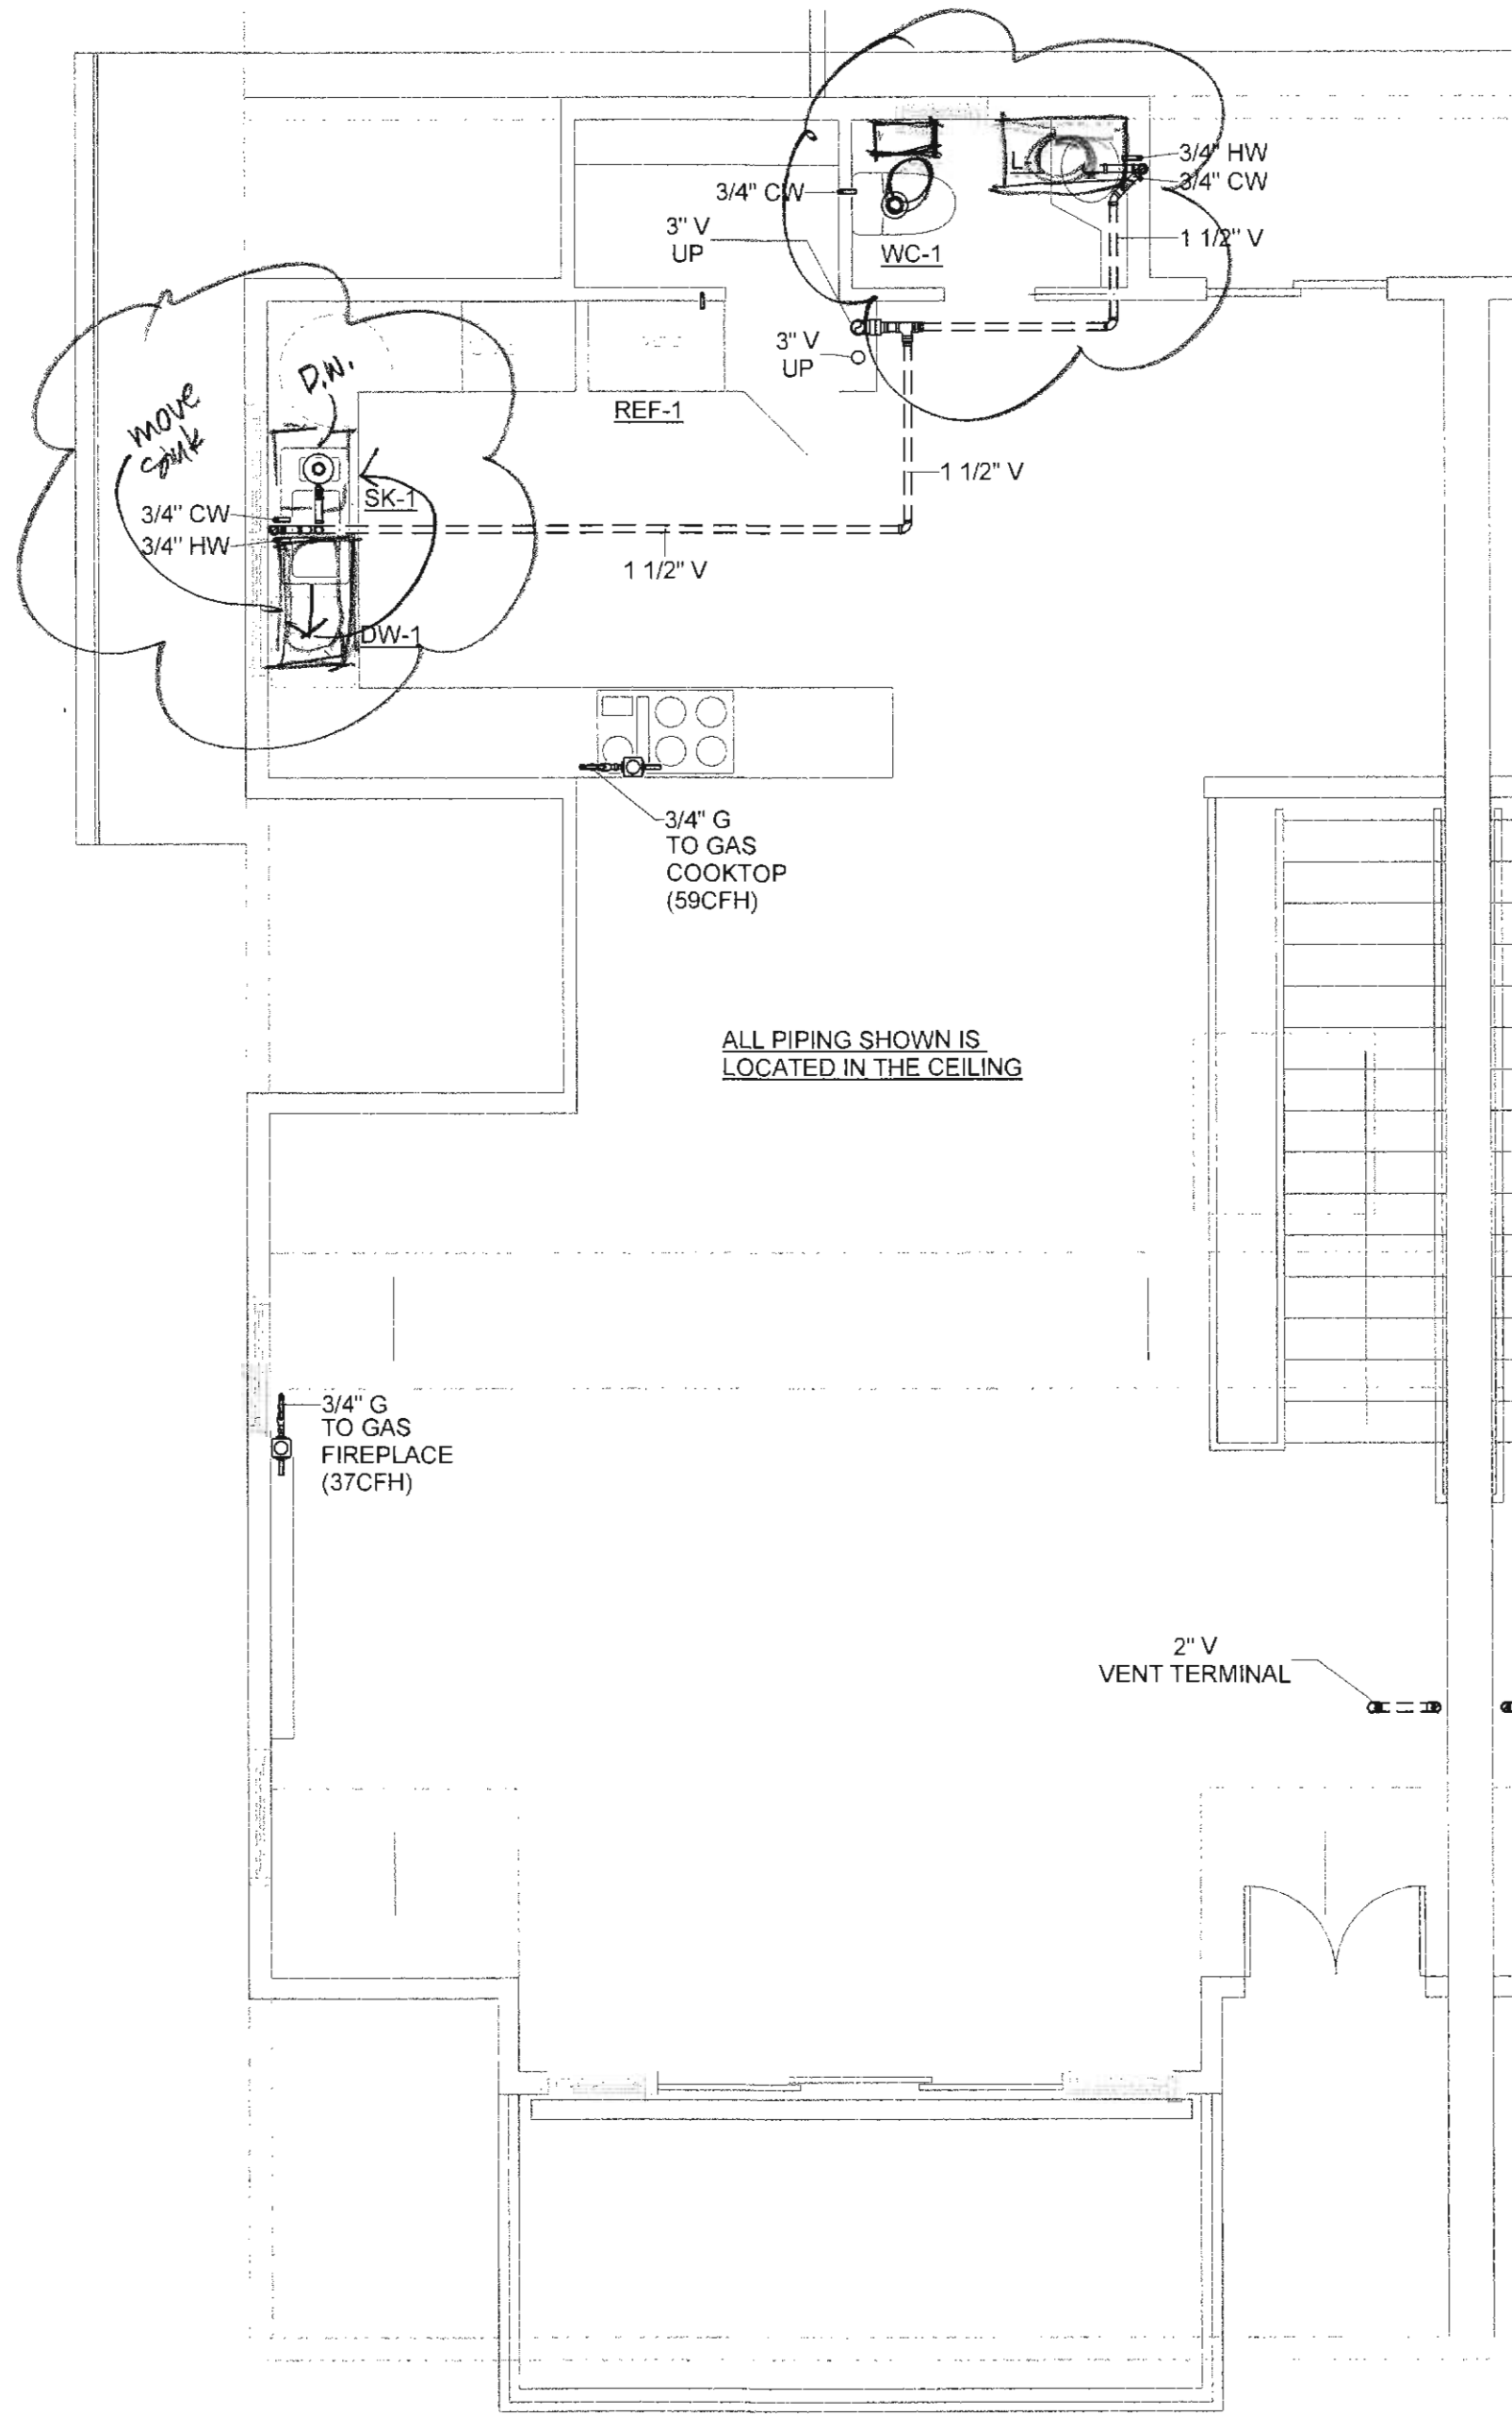 3/4" HW
3/4" CW
3/4" CW
3" V
UP
WC-1
1 1/2" V
L-
3" V
UP
D.W.
move
sink
REF-1
1 1/2" V
SK-1
3/4" CW
3/4" HW
1 1/2" V
DW-1
3/4" G
TO GAS
COOKTOP
(59CFH)
ALL PIPING SHOWN IS
LOCATED IN THE CEILING
3/4" G
TO GAS
FIREPLACE
(37CFH)
2" V
VENT TERMINAL